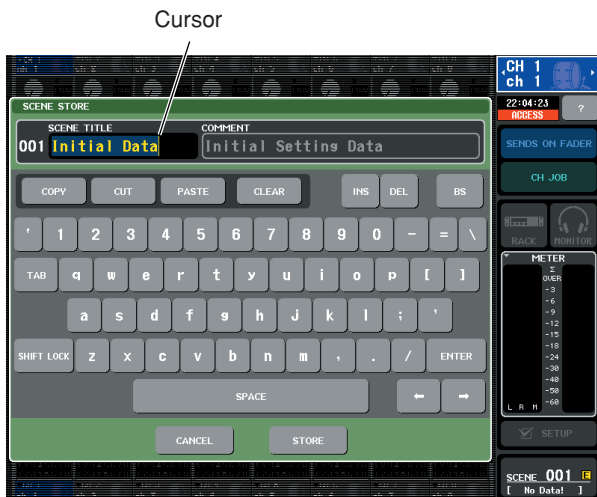 Cursor
CH 1
ch 1
SCENE STORE
22:04:23
ACCESS
?
SCENE TITLE COMMENT
001 Initial Data Initial Setting Data
SENDS ON FADER
CH JOB
COPY CUT PASTE CLEAR INS DEL BS
' 1 2 3 4 5 6 7 8 9 0 - = \
RACK MONITOR
METER
Σ
OVER
-3
-6
-9
-12
-15
-18
-24
-30
-40
-50
-60
L R M
TAB q w e r t y u i o p [ ]
a s d f g h j k l ; '
SHIFT LOCK z x c v b n m , . / ENTER
SPACE ← →
CANCEL STORE
SETUP
SCENE 001 E
[ No Data! ]